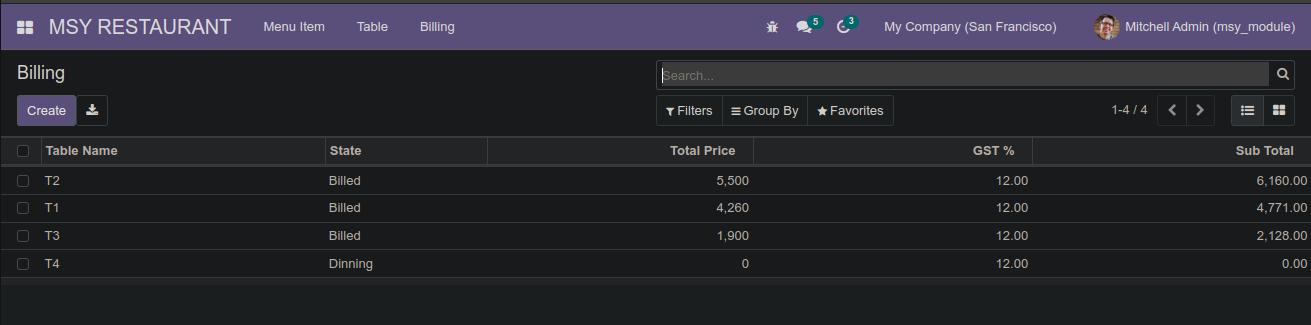 MSY RESTAURANT Menu Item Table Billing 5 3 My Company (San Francisco) Mitchell Admin (msy_module)
Billing
Search...
Create Filters Group By Favorites 1-4 / 4
Table Name State Total Price GST % Sub Total
T2 Billed 5,500 12.00 6,160.00
T1 Billed 4,260 12.00 4,771.00
T3 Billed 1,900 12.00 2,128.00
T4 Dinning 0 12.00 0.00